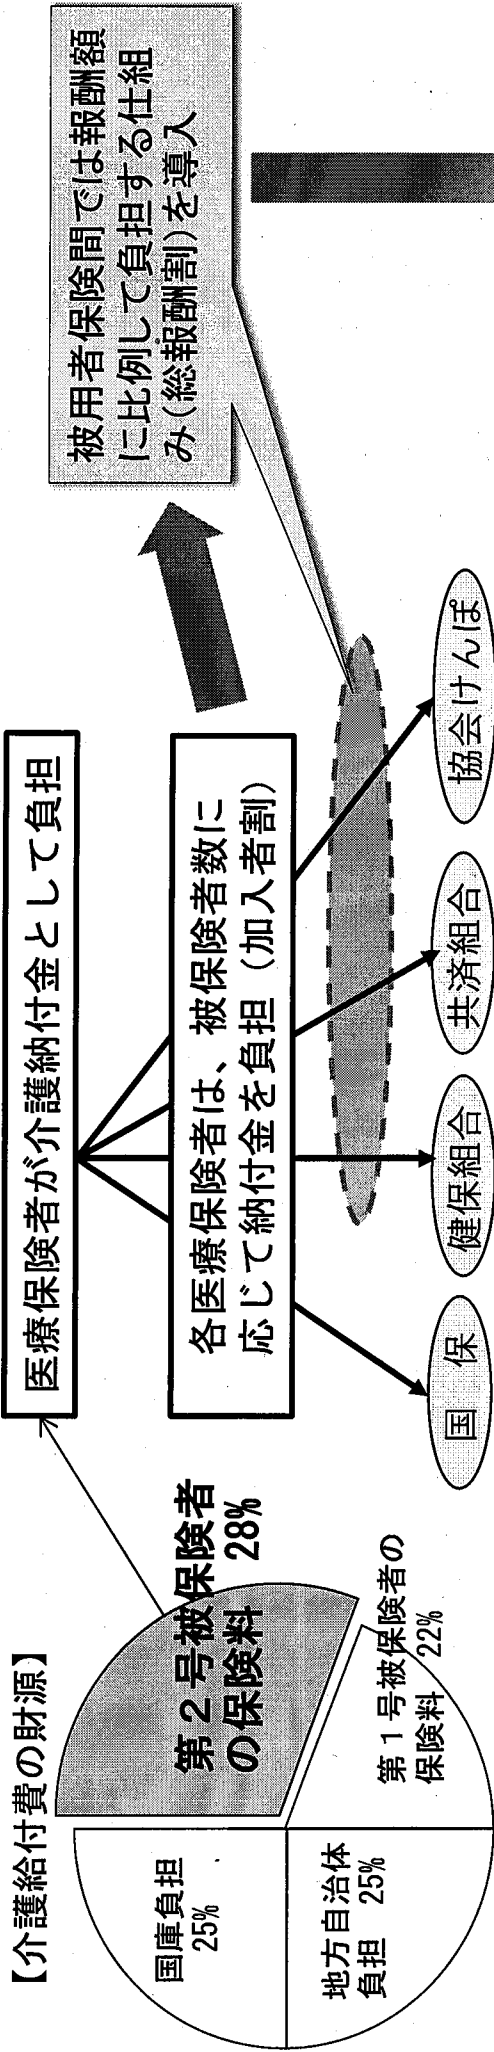 【介護給付費の財源】
国庫負担
25%
地方自治体
負担 25%
第２号被保険者
の保険料 28%
第１号被保険者の
保険料 22%
医療保険者が介護納付金として負担
各医療保険者は、被保険者数に
応じて納付金を負担（加入者割）
国 保
健保組合
共済組合
協会けんぽ
被用者保険間では報酬額
に比例して負担する仕組
み（総報酬割）を導入